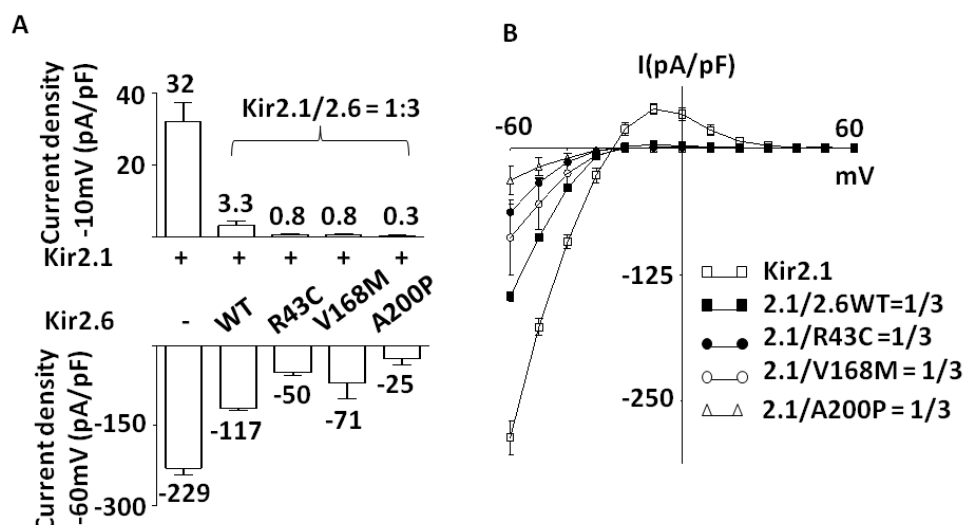 A
Current density
-10mV (pA/pF)
40
20
32
Kir2.1/2.6 = 1:3
3.3
0.8
0.8
0.3
Kir2.1
+ + + + +
Kir2.6
- WT R43C V168M A200P
Current density
-60mV (pA/pF)
-150
-300
-229
-117
-50
-71
-25
B
I(pA/pF)
-60
60
mV
-125
-250
Kir2.1
2.1/2.6WT=1/3
2.1/R43C =1/3
2.1/V168M = 1/3
2.1/A200P = 1/3